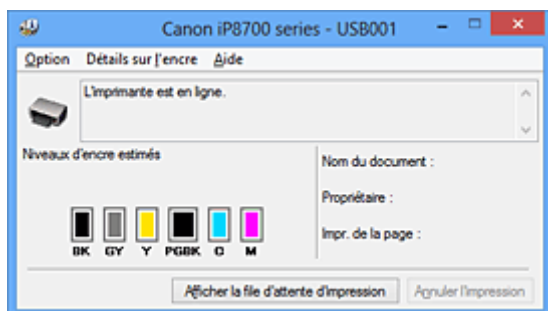 Canon iP8700 series - USB001
Option Détails sur l'encre Aide
L'imprimante est en ligne.
Niveaux d'encre estimés
Nom du document :
Propriétaire :
Impr. de la page :
BK GY Y PGBK C M
Afficher la file d'attente d'impression
Annuler l'impression